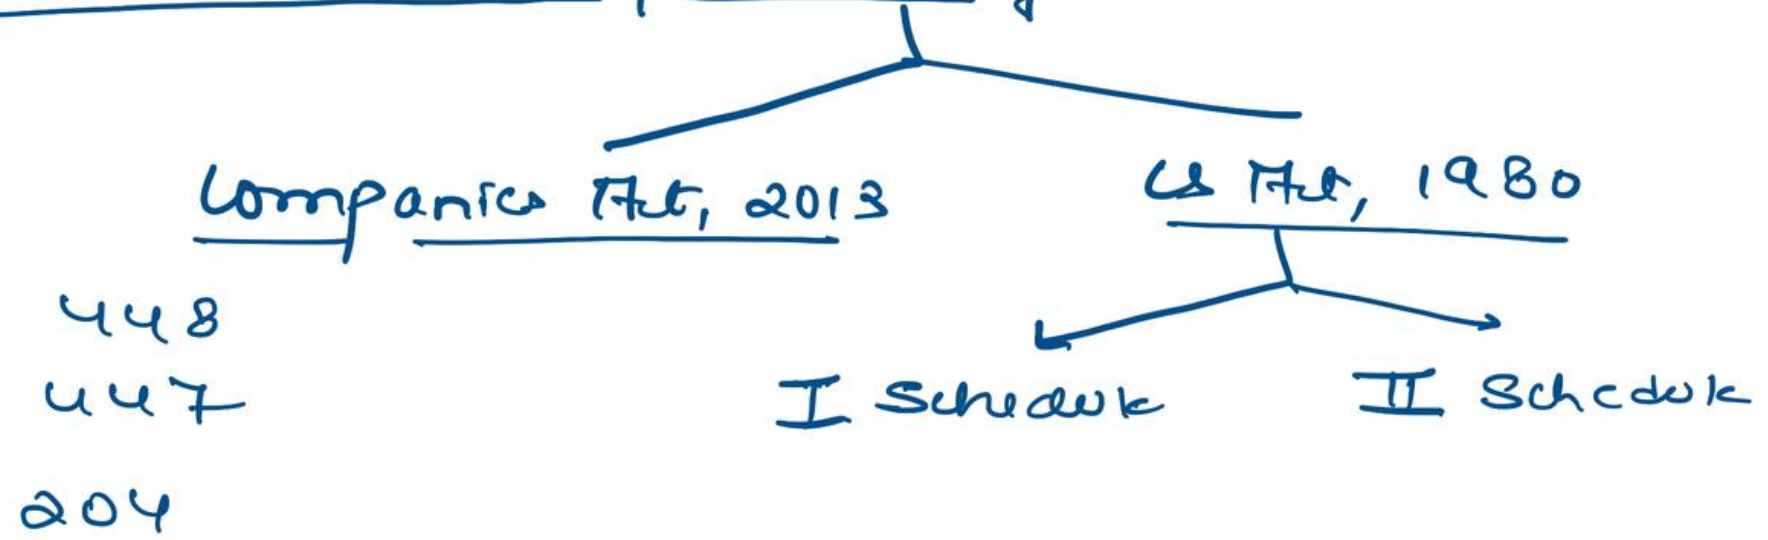 Companies Act, 2013
CS Act, 1980
448
447
I Schedule
II Schedule
204